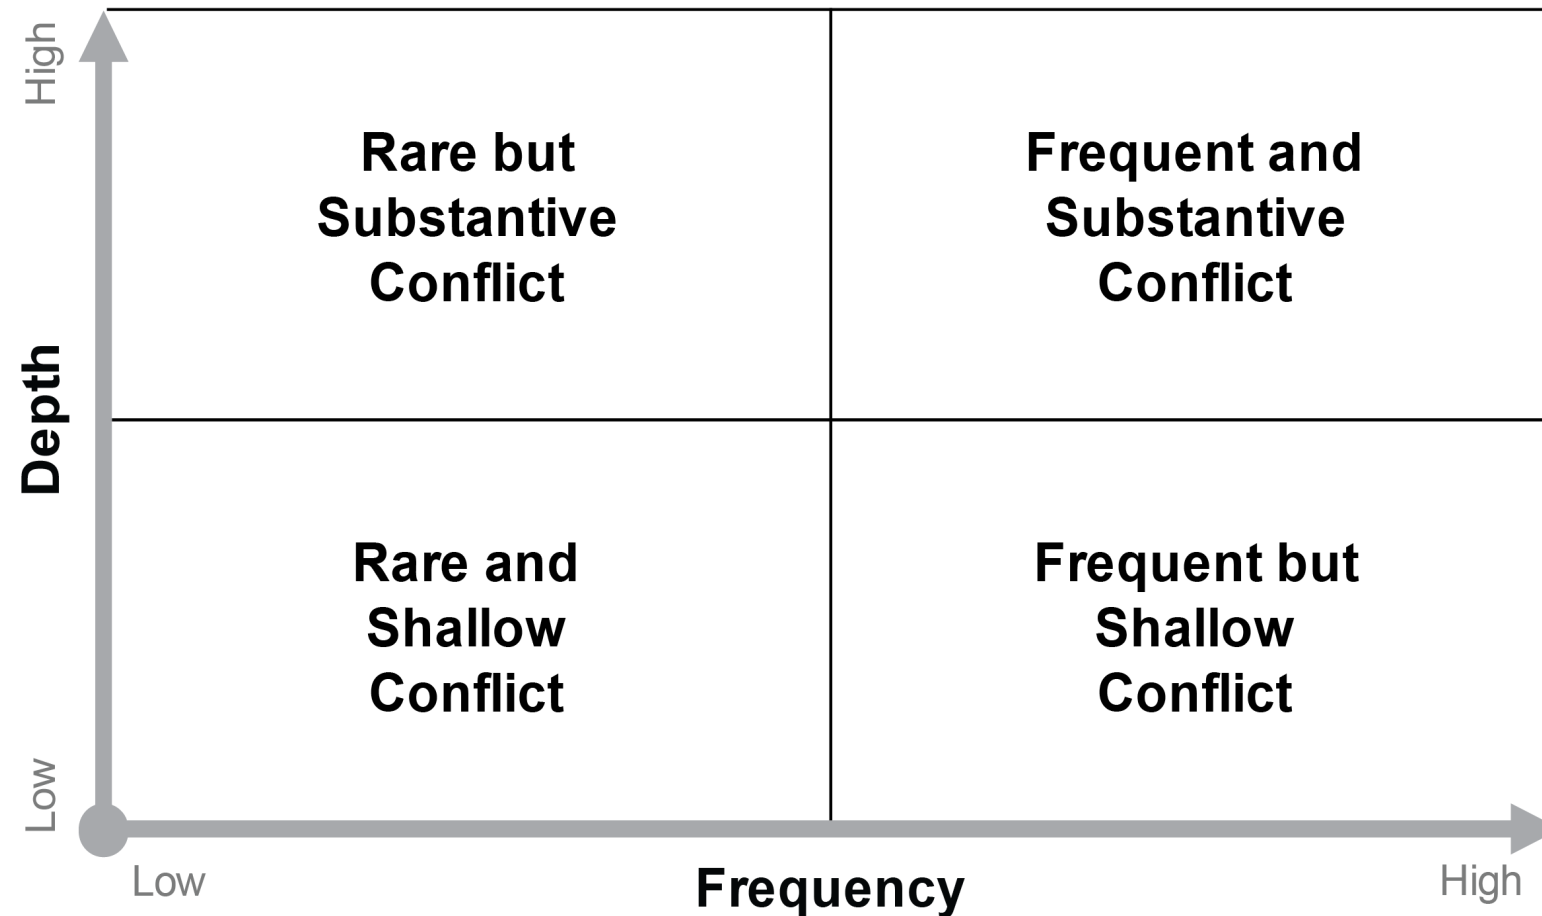 High
Rare but
Substantive
Conflict
Frequent and
Substantive
Conflict
Depth
Rare and
Shallow
Conflict
Frequent but
Shallow
Conflict
Low
Low
Frequency
High